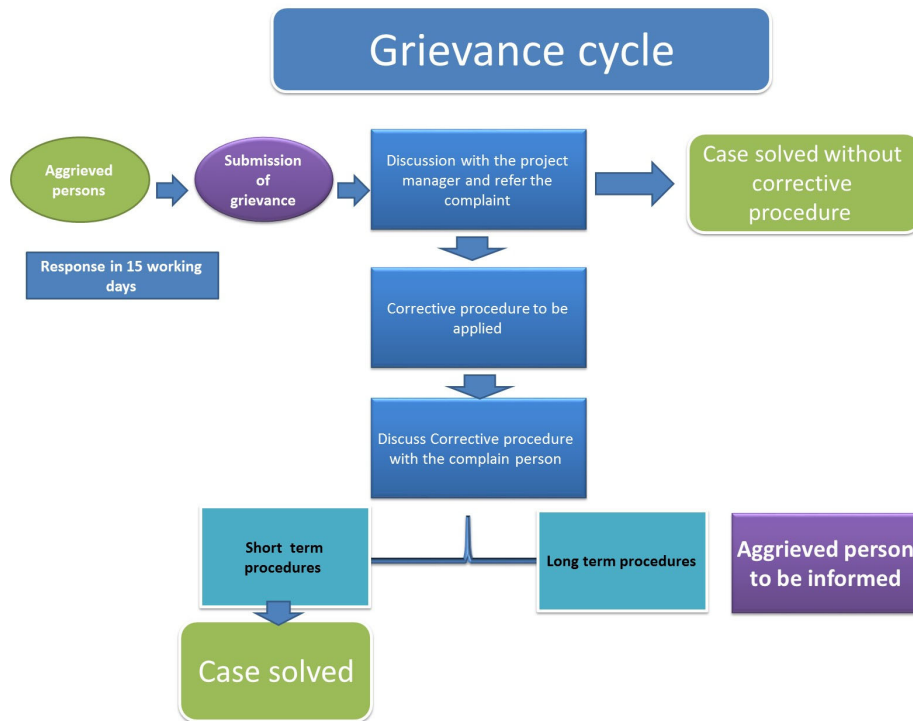 Grievance cycle
Aggrieved
persons
Submission
of
grievance
Discussion with the project
manager and refer the
complaint
Case solved without
corrective
procedure
Response in 15 working
days
Corrective procedure to be
applied
Discuss Corrective procedure
with the complain person
Short term
procedures
Long term procedures
Aggrieved person
to be informed
Case solved